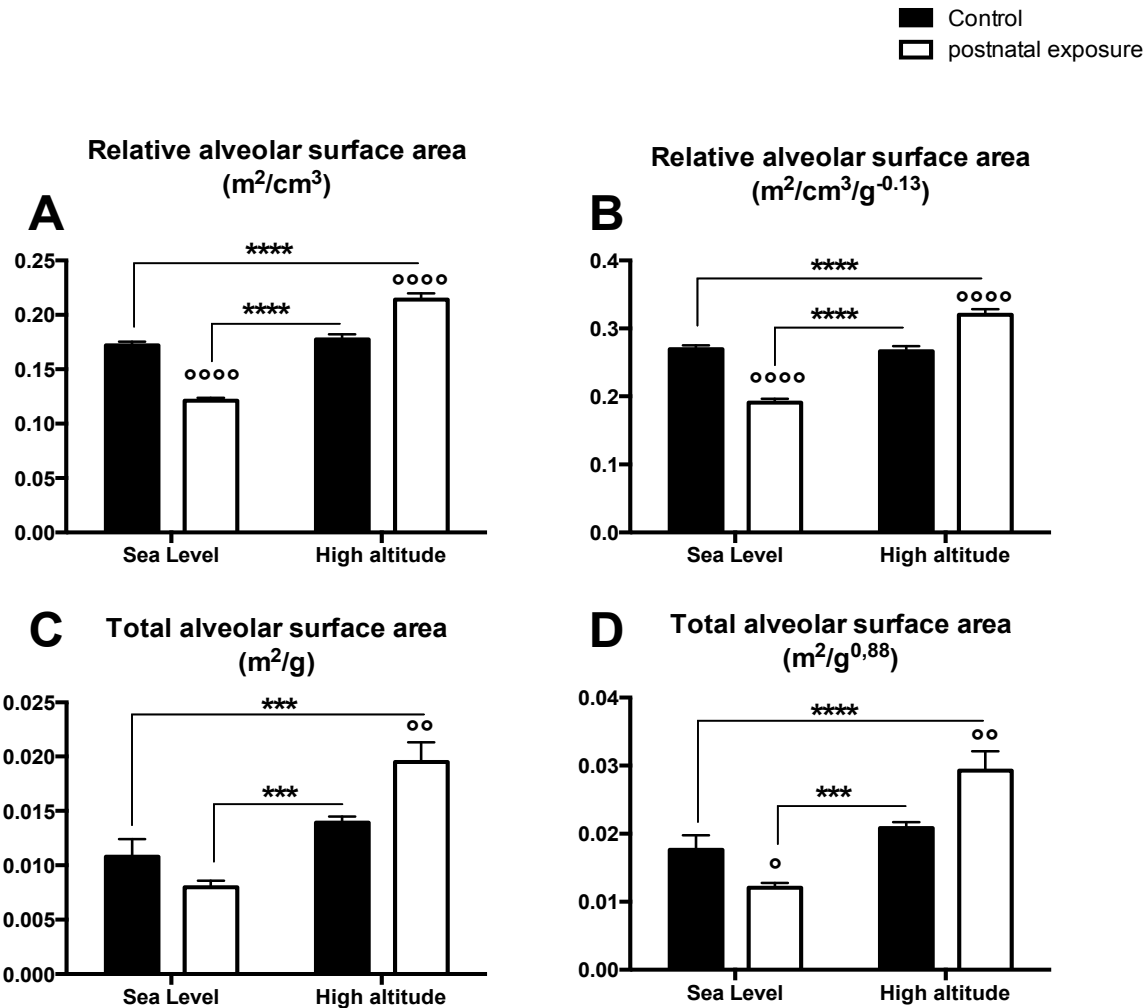 Control
postnatal exposure
Relative alveolar surface area
(m²/cm³)
A
0.25
0.20
0.15
0.10
0.05
0.00
****
****
°°°°
°°°°
Sea Level
High altitude
Relative alveolar surface area
(m²/cm³/g⁻⁰·¹³)
B
0.4
0.3
0.2
0.1
0.0
****
****
°°°°
°°°°
Sea Level
High altitude
C
Total alveolar surface area
(m²/g)
0.025
0.020
0.015
0.010
0.005
0.000
***
***
°°
Sea Level
High altitude
D
Total alveolar surface area
(m²/g⁰,⁸⁸)
0.04
0.03
0.02
0.01
0.00
****
***
°°
°
Sea Level
High altitude